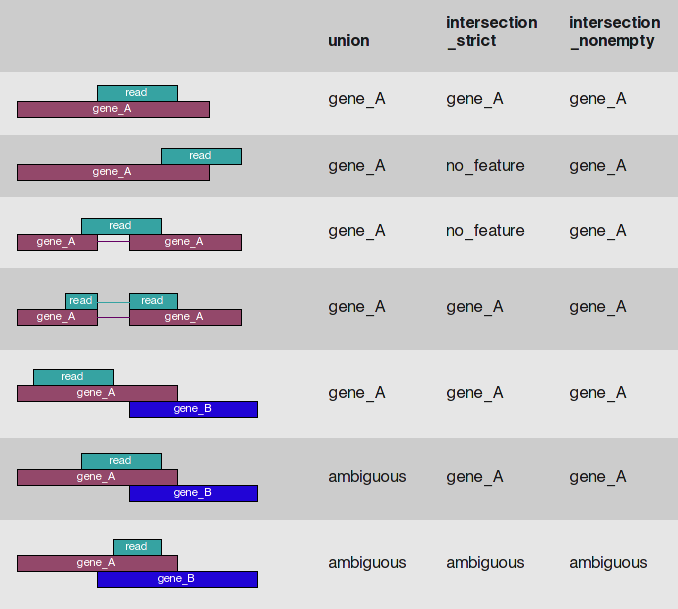 union intersection _strict intersection _nonempty
read
gene_A gene_A gene_A gene_A
read
gene_A gene_A no_feature gene_A
read
gene_A gene_A gene_A no_feature gene_A
read read
gene_A gene_A gene_A gene_A gene_A
read
gene_A gene_A gene_A gene_A
gene_B
read
gene_A ambiguous gene_A gene_A
gene_B
read
gene_A ambiguous ambiguous ambiguous
gene_B